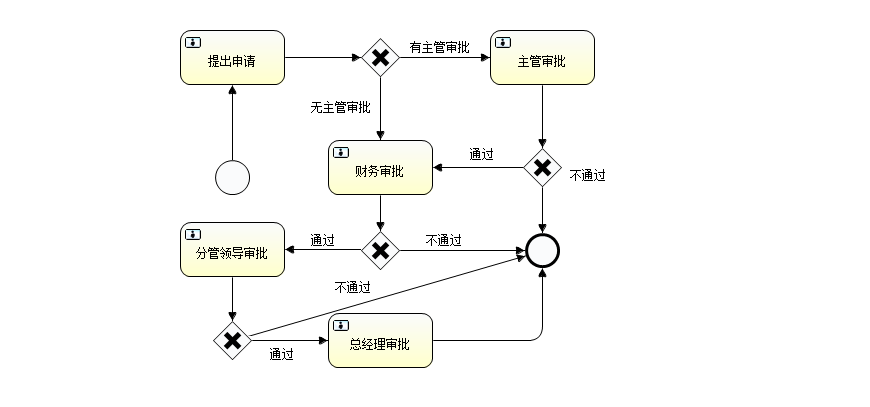 提出申请
有主管审批
主管审批
无主管审批
财务审批
通过
不通过
分管领导审批
通过
不通过
不通过
通过
总经理审批